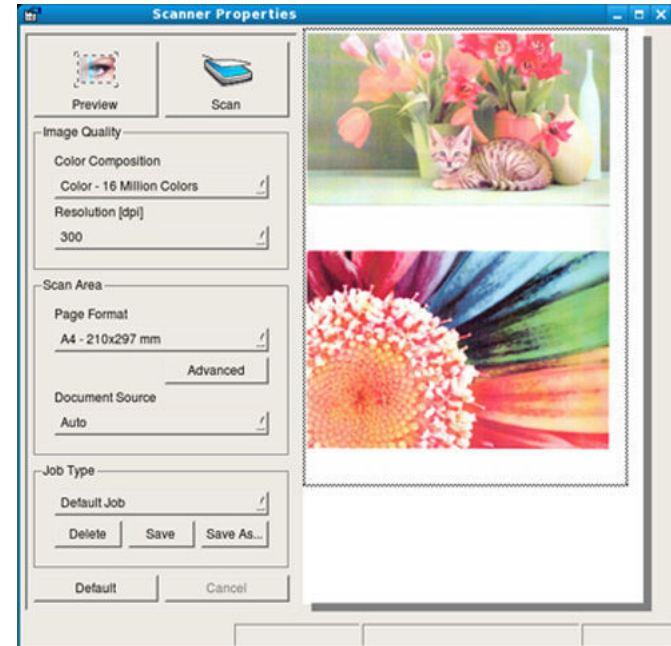 Scanner Properties
Preview
Scan
Image Quality
Color Composition
Color - 16 Million Colors
Resolution [dpi]
300
Scan Area
Page Format
A4 - 210x297 mm
Advanced
Document Source
Auto
Job Type
Default Job
Delete
Save
Save As...
Default
Cancel